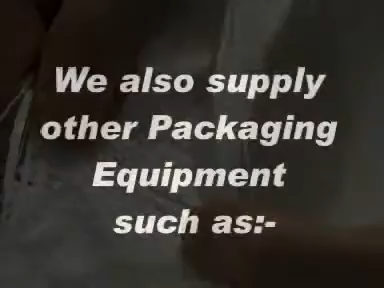 We also supply
other Packaging
Equipment
such as:-